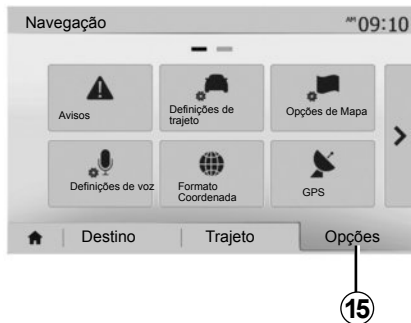 Navegação
AM 09:10
Avisos
Definições de
trajeto
Opções de Mapa
Definições de voz
Formato
Coordenada
GPS
Destino
Trajeto
Opções
15